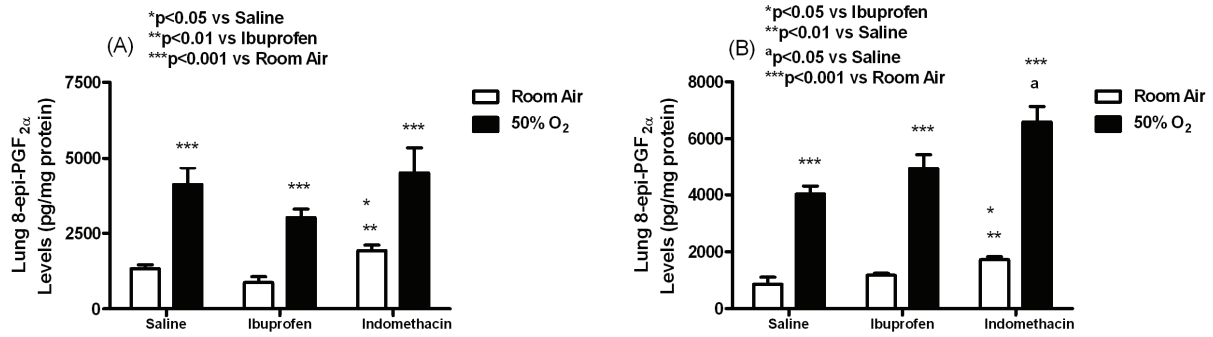 *p<0.05 vs Saline
**p<0.01 vs Ibuprofen
***p<0.001 vs Room Air
(A)
7500
5000
2500
0
Lung 8-epi-PGF2α
Levels (pg/mg protein)
***
***
***
*
**
Saline
Ibuprofen
Indomethacin
Room Air
50% O2
*p<0.05 vs Ibuprofen
**p<0.01 vs Saline
ap<0.05 vs Saline
***p<0.001 vs Room Air
(B)
8000
6000
4000
2000
0
Lung 8-epi-PGF2α
Levels (pg/mg protein)
***
***
***
a
*
**
Saline
Ibuprofen
Indomethacin
Room Air
50% O2